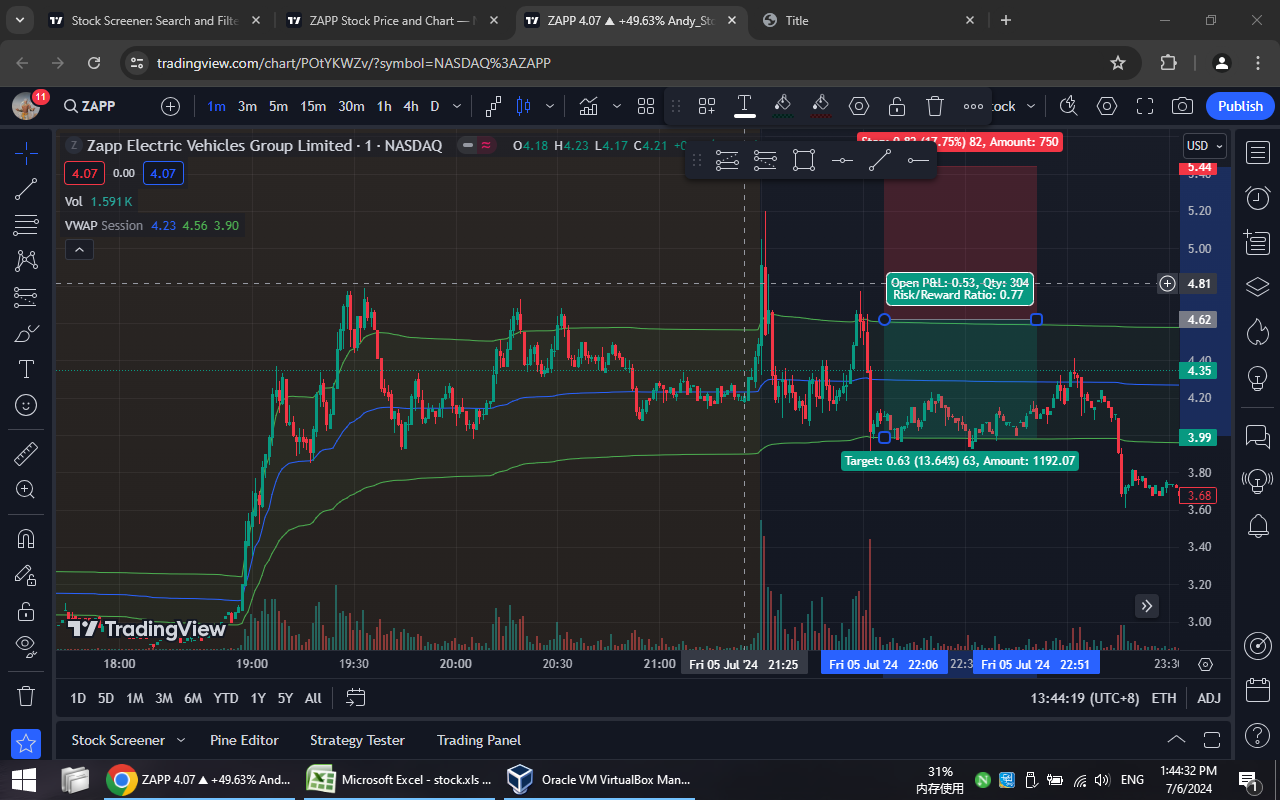 Stock Screener: Search and Filte
ZAPP Stock Price and Chart — N
ZAPP 4.07 ▲ +49.63% Andy_Sto
Title
tradingview.com/chart/POtYKWZv/?symbol=NASDAQ%3AZAPP
11
ZAPP
1m 3m 5m 15m 30m 1h 4h D
T
ock
Publish
Zapp Electric Vehicles Group Limited · 1 · NASDAQ
O4.18 H4.23 L4.17 C4.21
USD
4.07 0.00 4.07
Vol 1.591K
VWAP Session 4.23 4.56 3.90
Stop: 0.82 (17.75%) 82, Amount: 750
5.44
5.40
5.20
5.00
4.81
4.62
4.40
4.35
4.20
3.99
3.80
3.68
3.60
3.40
3.20
3.00
Open P&L: 0.53, Qty: 304
Risk/Reward Ratio: 0.77
Target: 0.63 (13.64%) 63, Amount: 1192.07
TradingView
18:00 19:00 19:30 20:00 20:30 21:00 Fri 05 Jul '24 21:25 Fri 05 Jul '24 22:06 22:3 Fri 05 Jul '24 22:51 23:30
1D 5D 1M 3M 6M YTD 1Y 5Y All
13:44:19 (UTC+8) ETH ADJ
Stock Screener Pine Editor Strategy Tester Trading Panel
ZAPP 4.07 ▲ +49.63% And...
Microsoft Excel - stock.xls ...
Oracle VM VirtualBox Man...
31%
内存使用
ENG
1:44:32 PM
7/6/2024
1